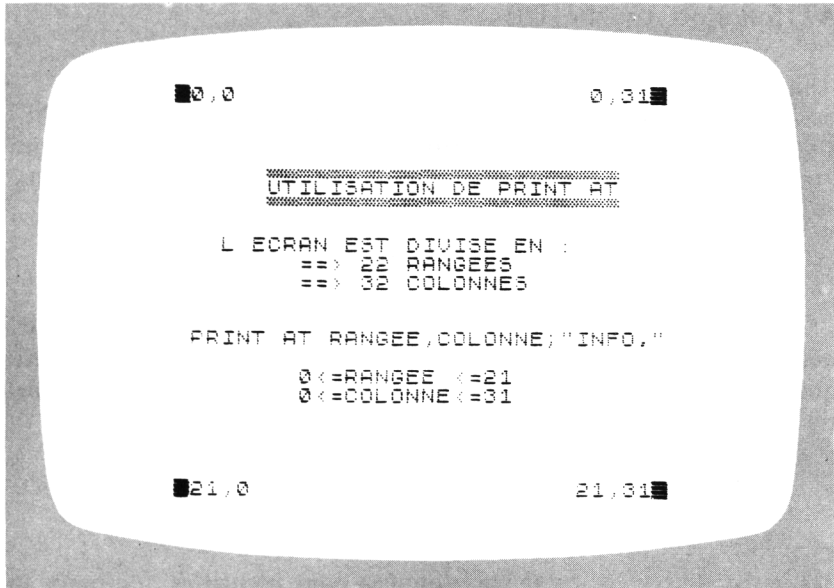 0,0 0,31
UTILISATION DE PRINT AT
L ECRAN EST DIVISE EN :
==> 22 RANGEES
==> 32 COLONNES
PRINT AT RANGEE,COLONNE;"INFO,"
0<=RANGEE <=21
0<=COLONNE<=31
21,0 21,31